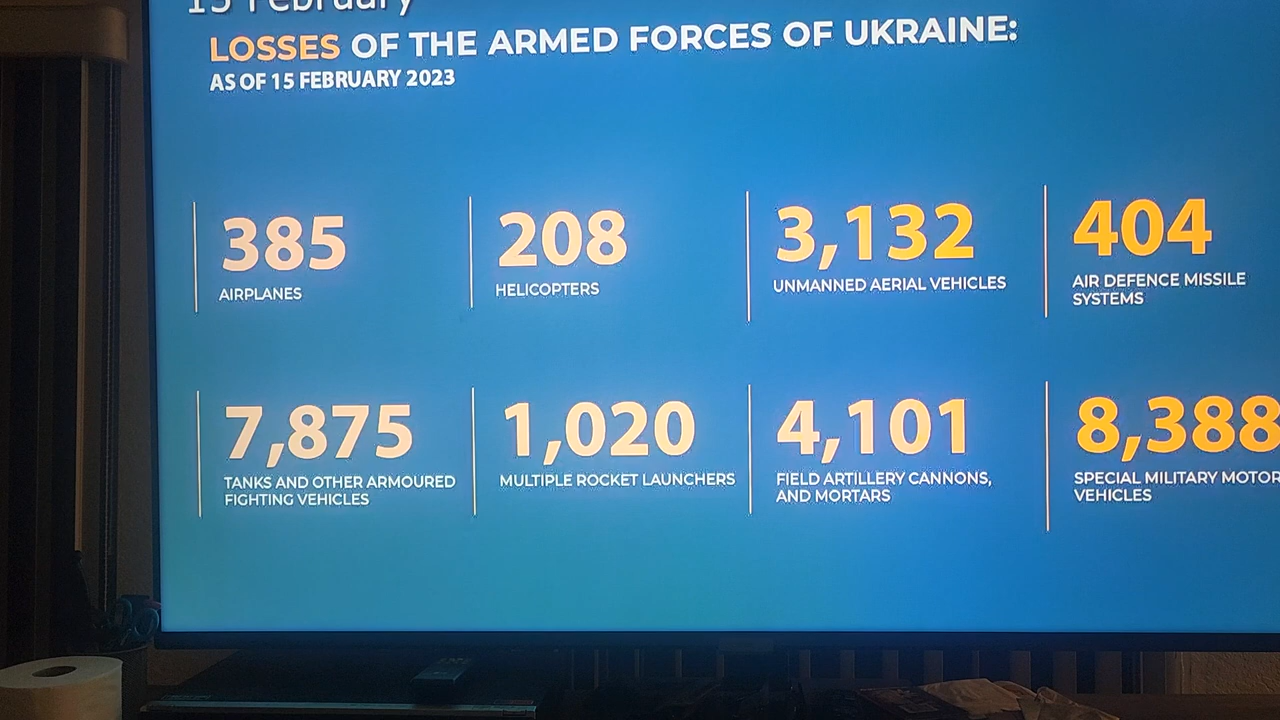 15 February
LOSSES OF THE ARMED FORCES OF UKRAINE:
AS OF 15 FEBRUARY 2023
385
AIRPLANES
208
HELICOPTERS
3,132
UNMANNED AERIAL VEHICLES
404
AIR DEFENCE MISSILE
SYSTEMS
7,875
TANKS AND OTHER ARMOURED
FIGHTING VEHICLES
1,020
MULTIPLE ROCKET LAUNCHERS
4,101
FIELD ARTILLERY CANNONS,
AND MORTARS
8,388
SPECIAL MILITARY MOTOR
VEHICLES